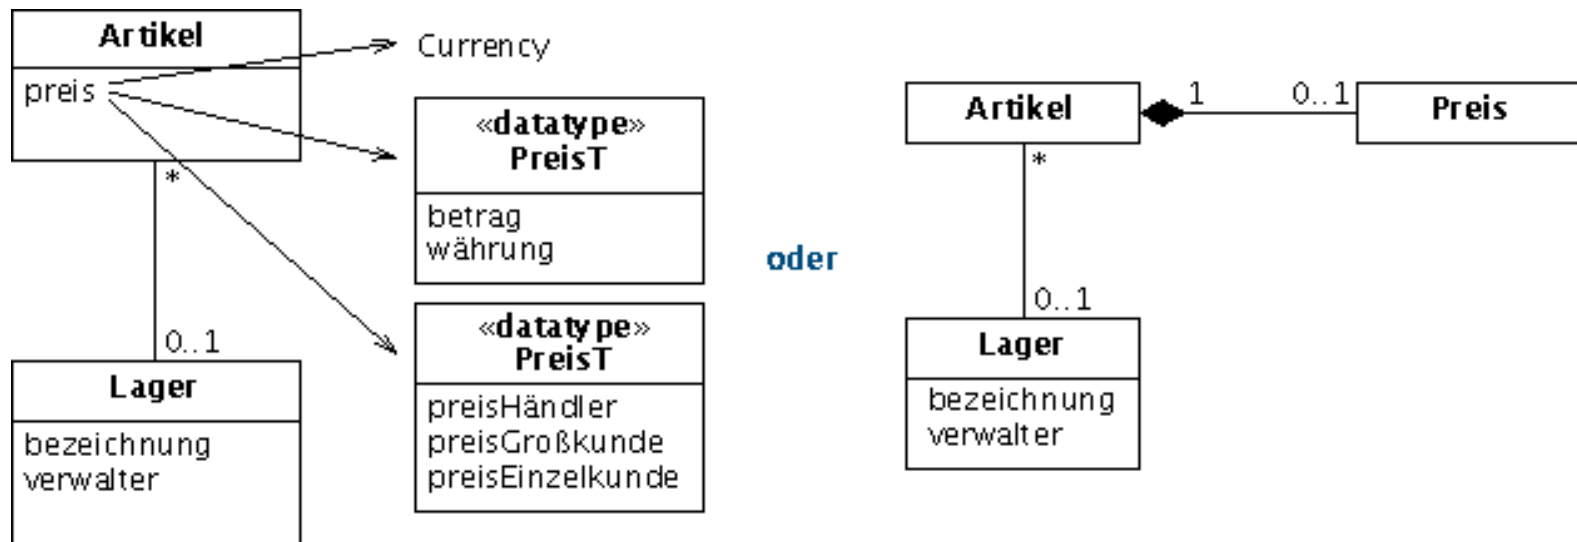 Artikel
preis
Currency
«datatype»
PreisT
betrag
währung
*
0..1
«datatype»
PreisT
preisHändler
preisGroßkunde
preisEinzelkunde
Lager
bezeichnung
verwalter
oder
Artikel
1
0..1
Preis
*
0..1
Lager
bezeichnung
verwalter